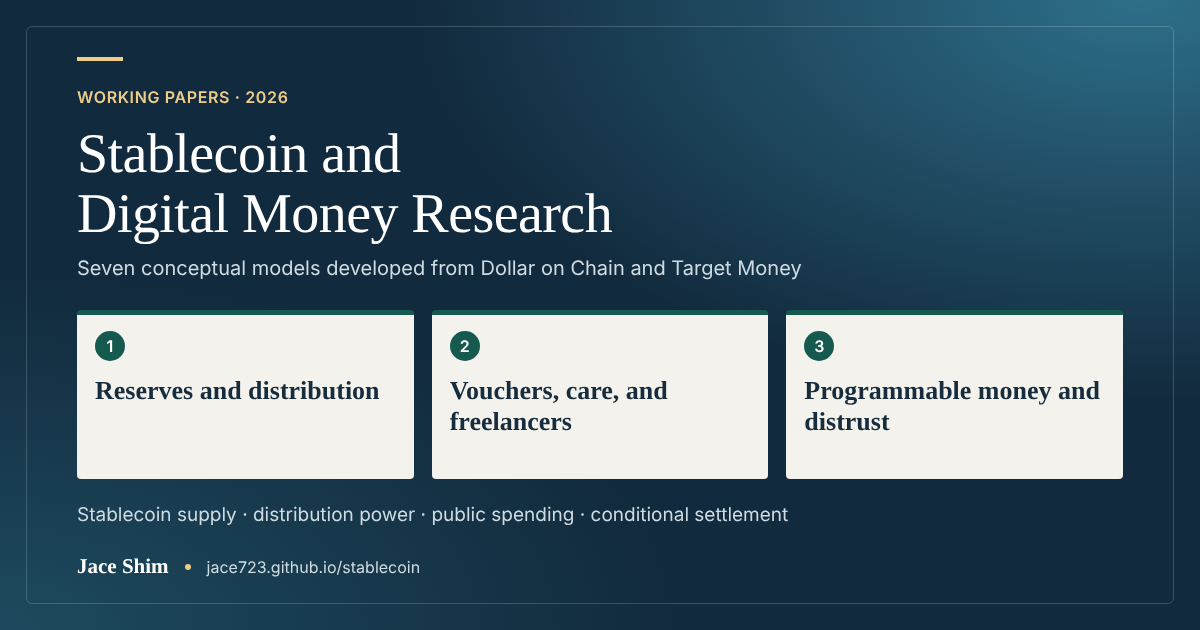 WORKING PAPERS · 2026
Stablecoin and
Digital Money Research
Seven conceptual models developed from Dollar on Chain and Target Money
1
Reserves and distribution
2
Vouchers, care, and
freelancers
3
Programmable money and
distrust
Stablecoin supply · distribution power · public spending · conditional settlement
Jace Shim • jace723.github.io/stablecoin